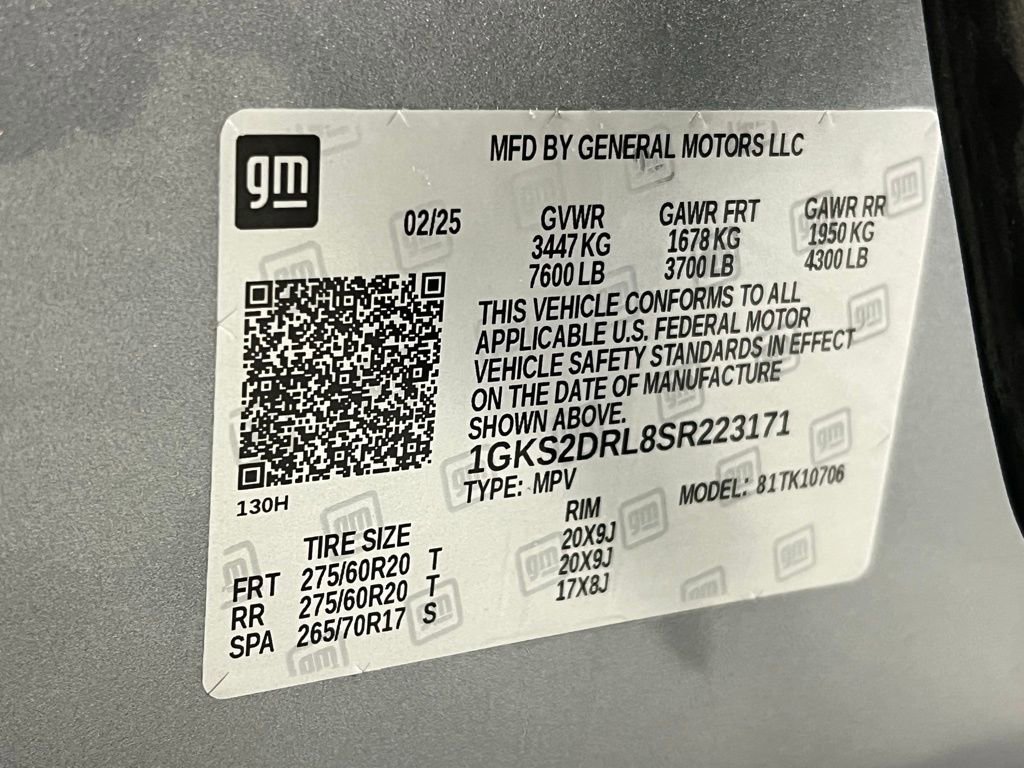 gm
MFD BY GENERAL MOTORS LLC
02/25 GVWR GAWR FRT GAWR RR
3447 KG 1678 KG 1950 KG
7600 LB 3700 LB 4300 LB
THIS VEHICLE CONFORMS TO ALL
APPLICABLE U.S. FEDERAL MOTOR
VEHICLE SAFETY STANDARDS IN EFFECT
ON THE DATE OF MANUFACTURE
SHOWN ABOVE.
1GKS2DRL8SR223171
TYPE: MPV MODEL: 81TK10706
130H
TIRE SIZE RIM
FRT 275/60R20 T 20X9J
RR 275/60R20 T 20X9J
SPA 265/70R17 S 17X8J